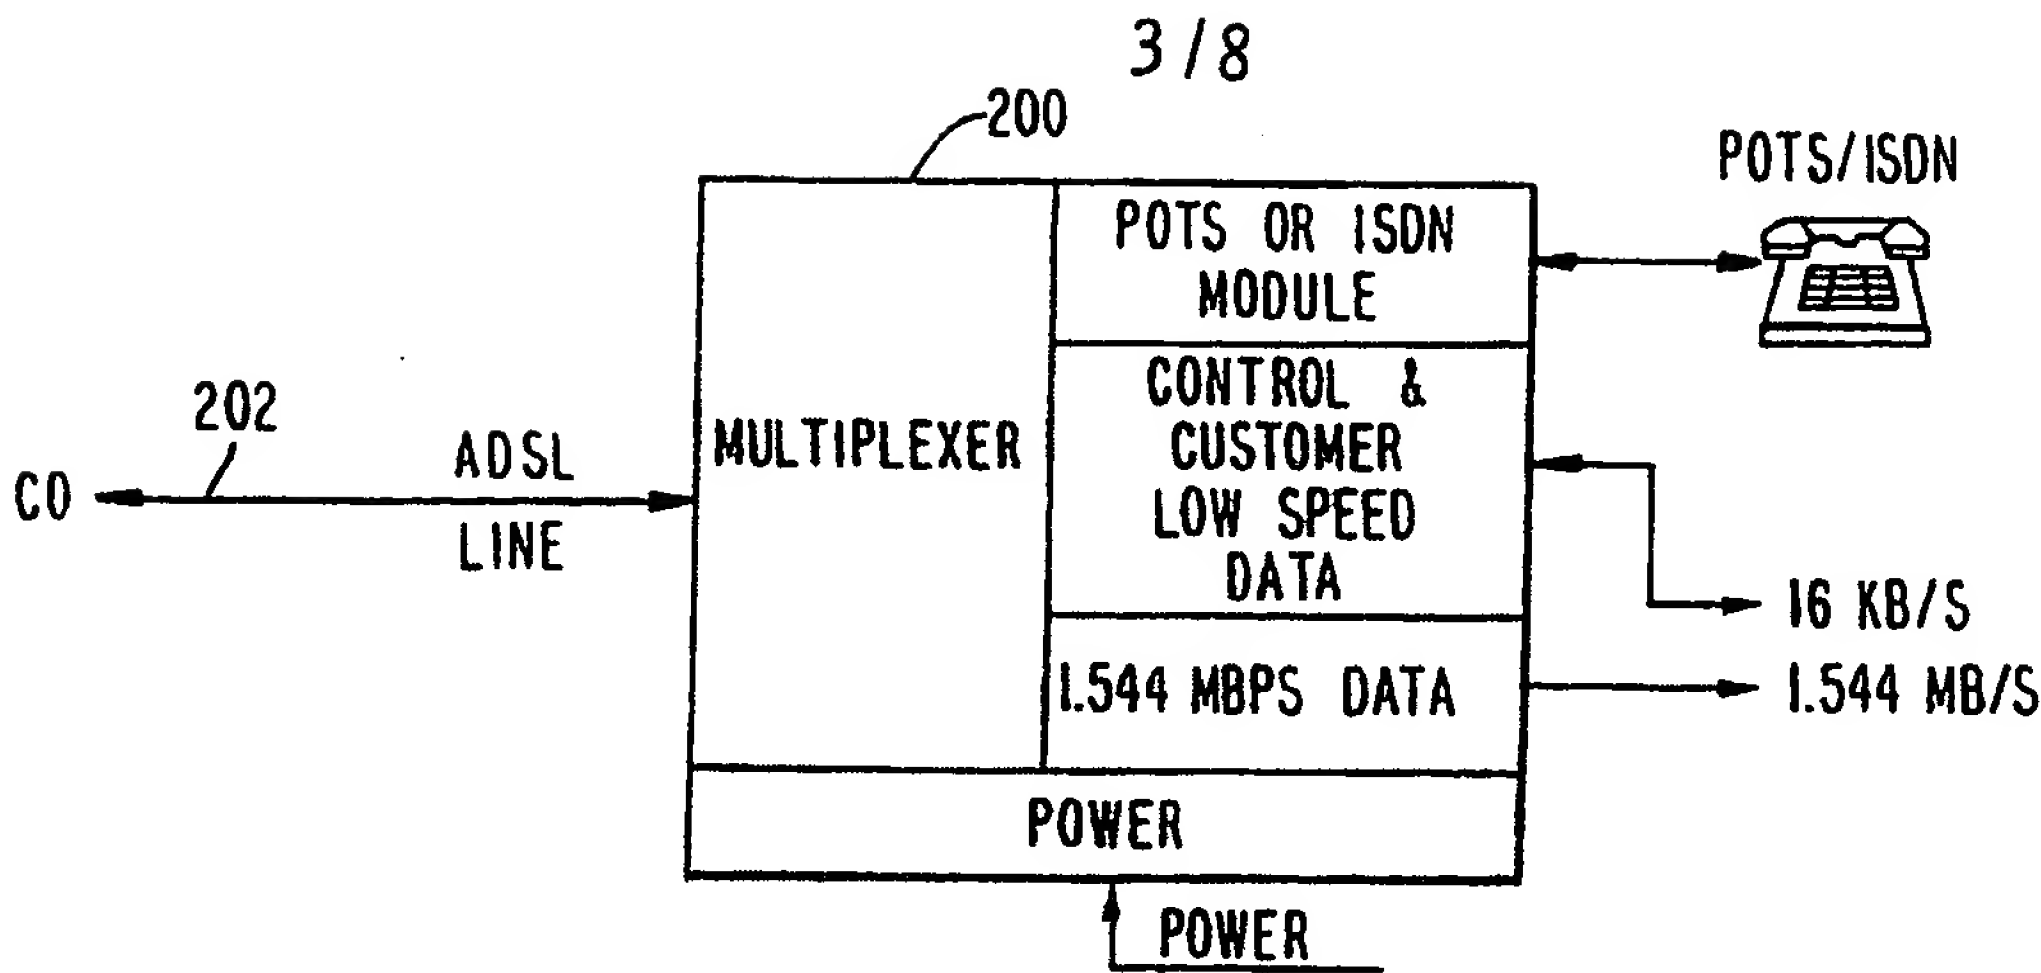 3/8
200
POTS/ISDN
POTS OR ISDN
MODULE
CONTROL &
CUSTOMER
LOW SPEED
DATA
202
ADSL
LINE
CO
MULTIPLEXER
16 KB/S
1.544 MBPS DATA
1.544 MB/S
POWER
POWER